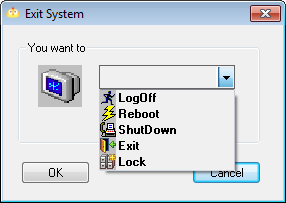 Exit System
You want to
LogOff
Reboot
ShutDown
Exit
Lock
OK
Cancel